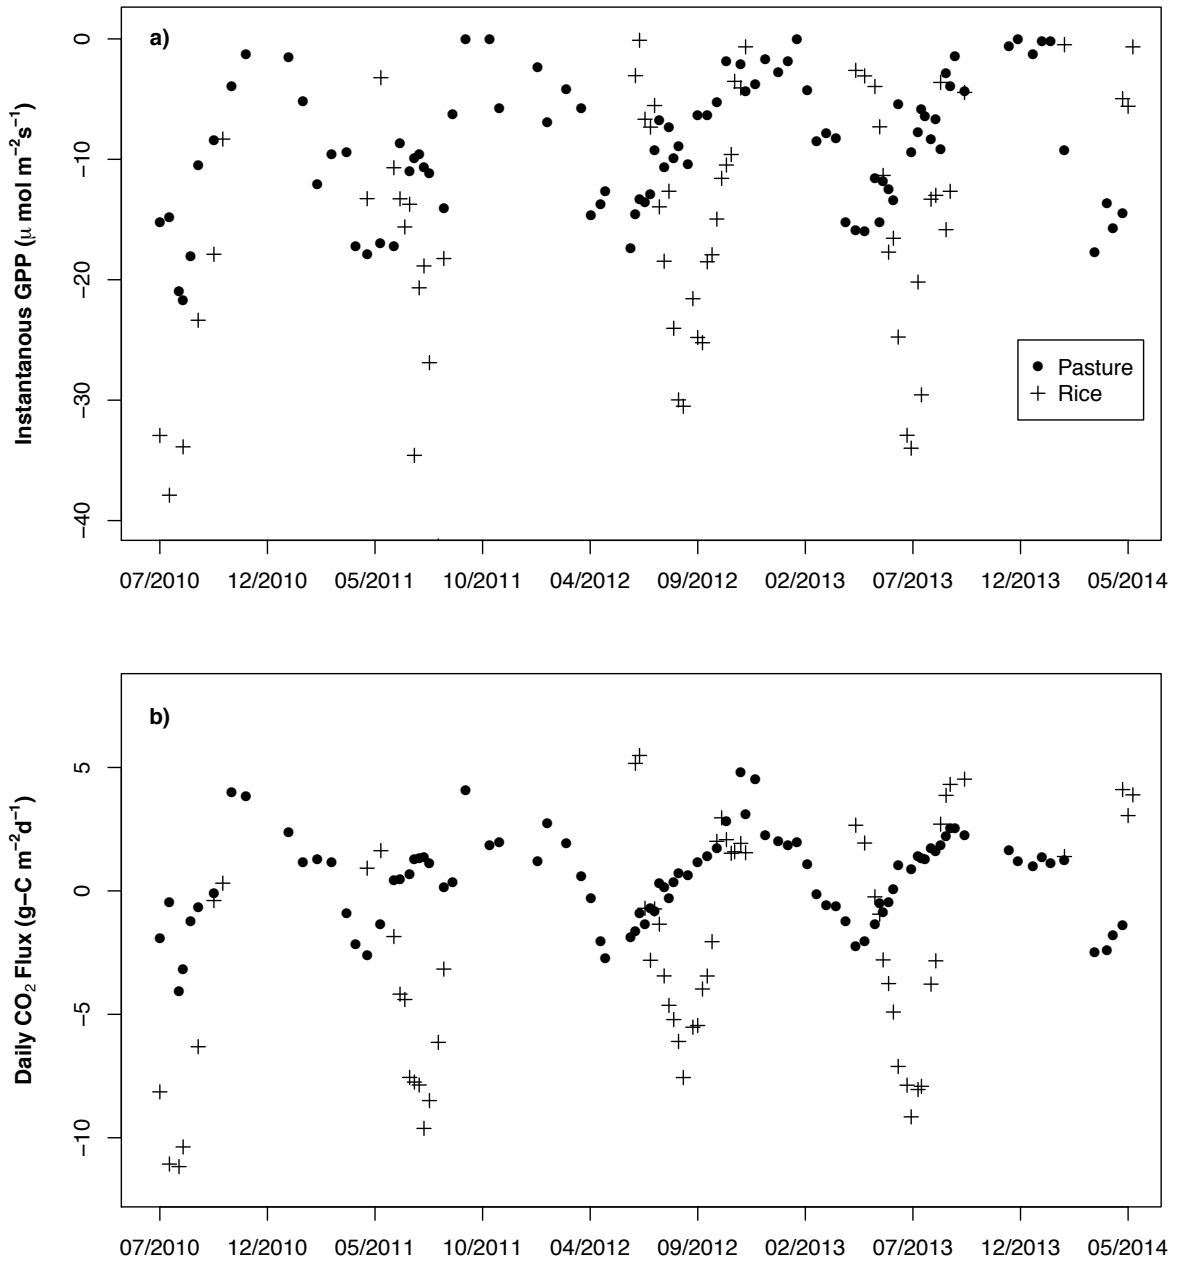 a)
Instantanous GPP (μ mol m−2s−1)
0
−10
−20
−30
−40
Pasture
Rice
07/2010 12/2010 05/2011 10/2011 04/2012 09/2012 02/2013 07/2013 12/2013 05/2014
b)
Daily CO2 Flux (g−C m−2d−1)
5
0
−5
−10
07/2010 12/2010 05/2011 10/2011 04/2012 09/2012 02/2013 07/2013 12/2013 05/2014